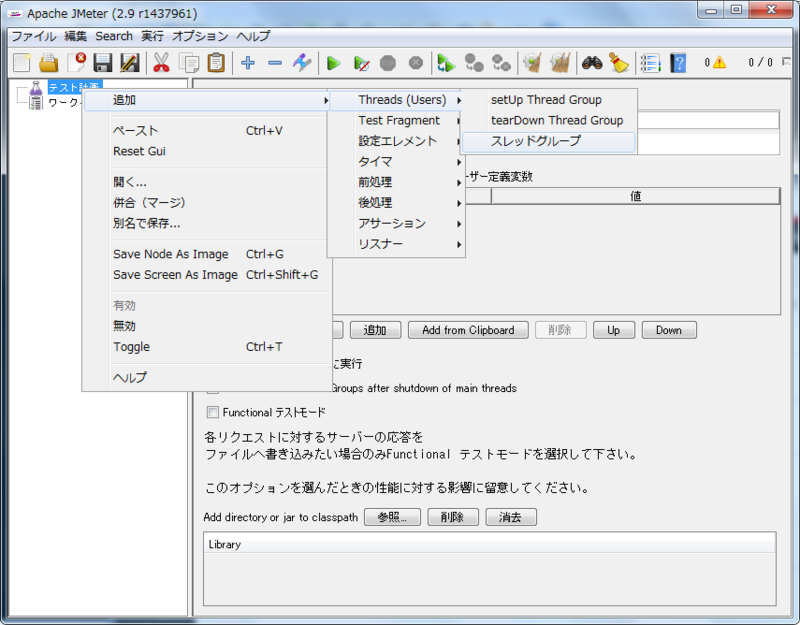 Apache JMeter (2.9 r1437961)
ファイル 編集 Search 実行 オプション ヘルプ
0 0 / 0
テスト計画
ワーク
追加
ペースト Ctrl+V
Reset Gui
開く...
併合（マージ）
別名で保存...
Save Node As Image Ctrl+G
Save Screen As Image Ctrl+Shift+G
有効
無効
Toggle Ctrl+T
ヘルプ
Threads (Users)
Test Fragment
設定エレメント
タイマ
前処理
後処理
アサーション
リスナー
setUp Thread Group
tearDown Thread Group
スレッドグループ
ーザー定義変数
値
追加 Add from Clipboard 削除 Up Down
に実行
Groups after shutdown of main threads
Functional テストモード
各リクエストに対するサーバーの応答を
ファイルへ書き込みたい場合のみFunctional テストモードを選択して下さい。
このオプションを選んだときの性能に対する影響に留意してください。
Add directory or jar to classpath 参照... 削除 消去
Library